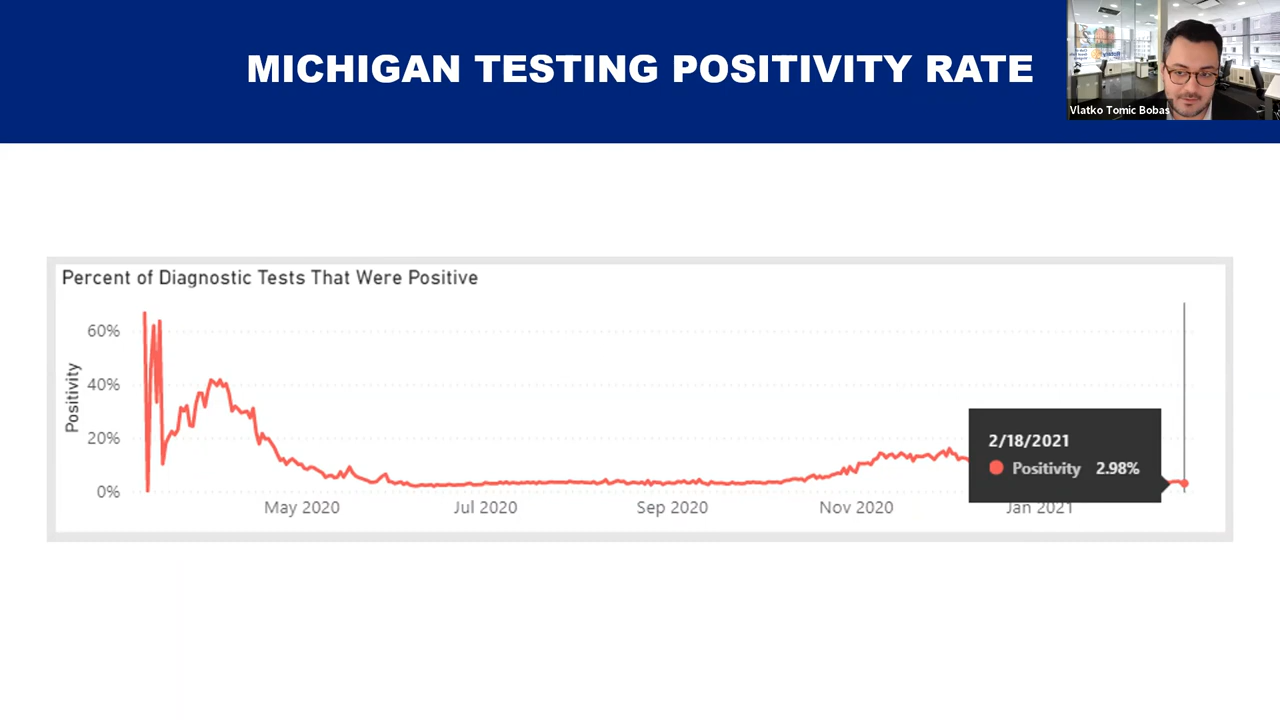 MICHIGAN TESTING POSITIVITY RATE
Vlatko Tomic Bobas
Percent of Diagnostic Tests That Were Positive
Positivity
60%
40%
20%
0%
2/18/2021
Positivity 2.98%
May 2020
Jul 2020
Sep 2020
Nov 2020
Jan 2021